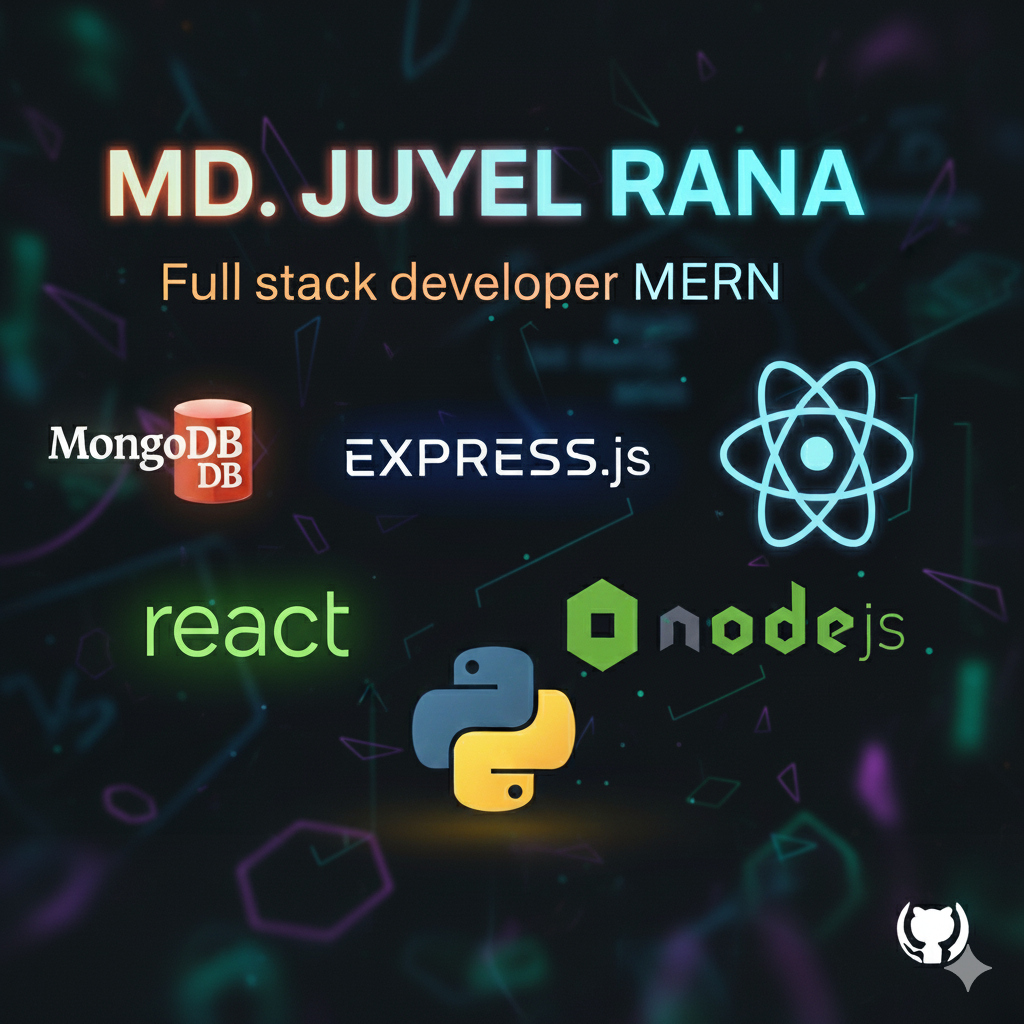 MD. JUYEL RANA
Full stack developer MERN
MongoDB
DB
EXPRESS.js
react
nodejs